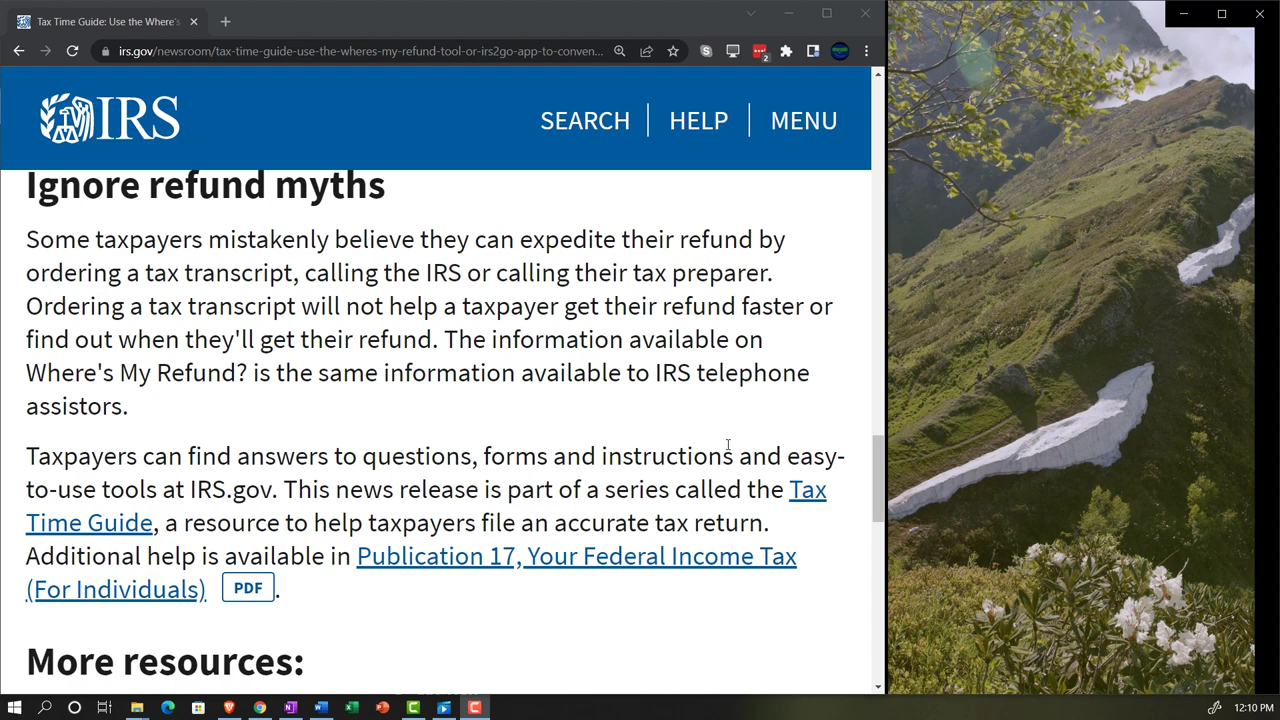 Tax Time Guide: Use the Where's
irs.gov/newsroom/tax-time-guide-use-the-wheres-my-refund-tool-or-irs2go-app-to-conven...
2
IRS
SEARCH
HELP
MENU
Ignore refund myths
Some taxpayers mistakenly believe they can expedite their refund by
ordering a tax transcript, calling the IRS or calling their tax preparer.
Ordering a tax transcript will not help a taxpayer get their refund faster or
find out when they'll get their refund. The information available on
Where's My Refund? is the same information available to IRS telephone
assistors.
Taxpayers can find answers to questions, forms and instructions and easy-
to-use tools at IRS.gov. This news release is part of a series called the Tax
Time Guide, a resource to help taxpayers file an accurate tax return.
Additional help is available in Publication 17, Your Federal Income Tax
(For Individuals) PDF.
More resources:
12:10 PM